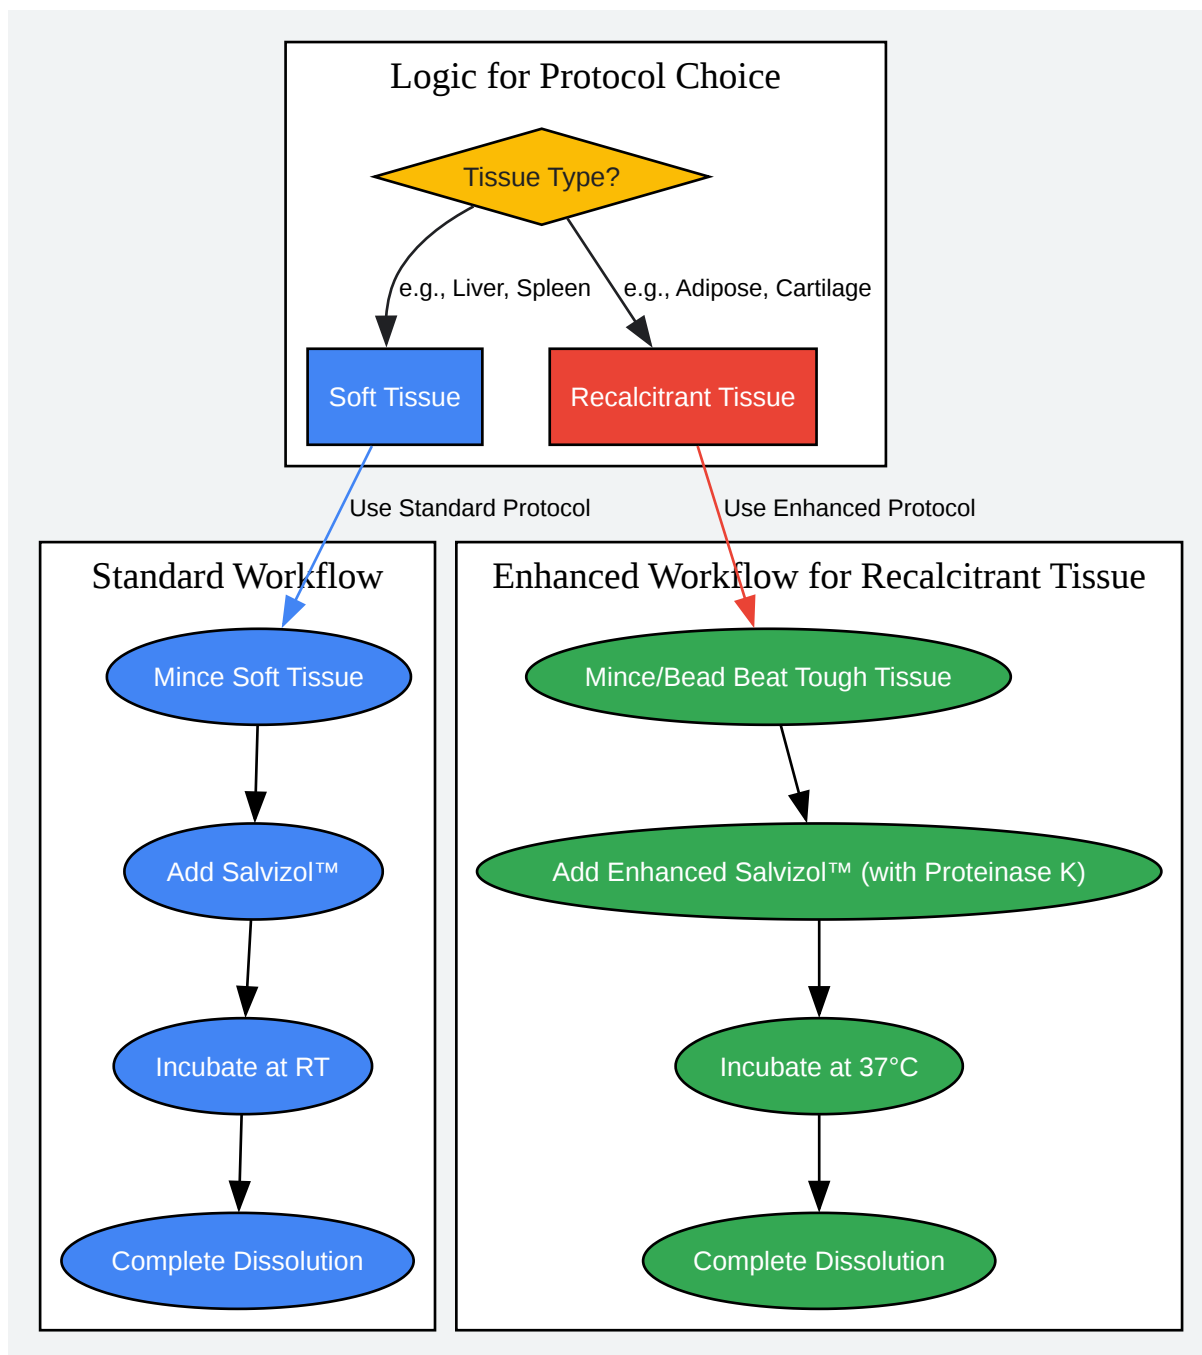 Logic for Protocol Choice
Tissue Type?
e.g., Liver, Spleen
e.g., Adipose, Cartilage
Soft Tissue
Recalcitrant Tissue
Use Standard Protocol
Use Enhanced Protocol
Standard Workflow
Mince Soft Tissue
Add Salvizol™
Incubate at RT
Complete Dissolution
Enhanced Workflow for Recalcitrant Tissue
Mince/Bead Beat Tough Tissue
Add Enhanced Salvizol™ (with Proteinase K)
Incubate at 37°C
Complete Dissolution